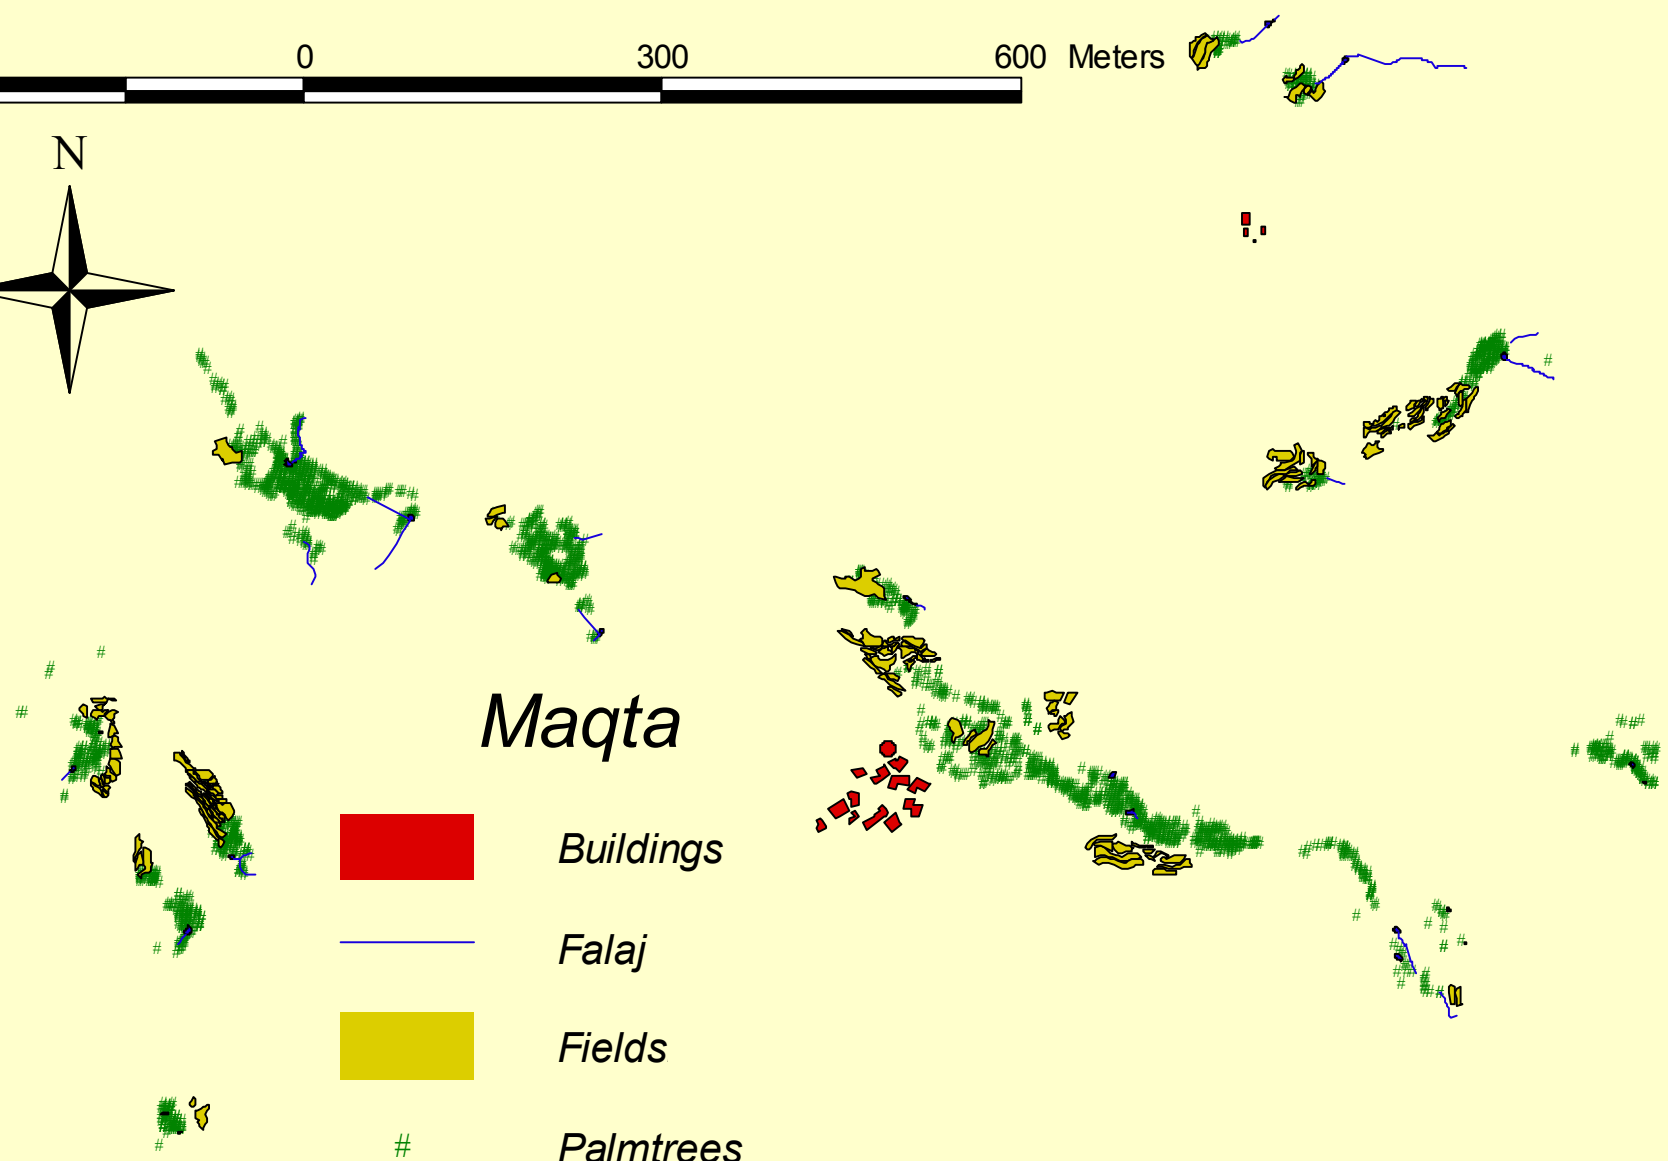 0 300 600 Meters
N
Maqta
Buildings
Falaj
Fields
# Palmtrees